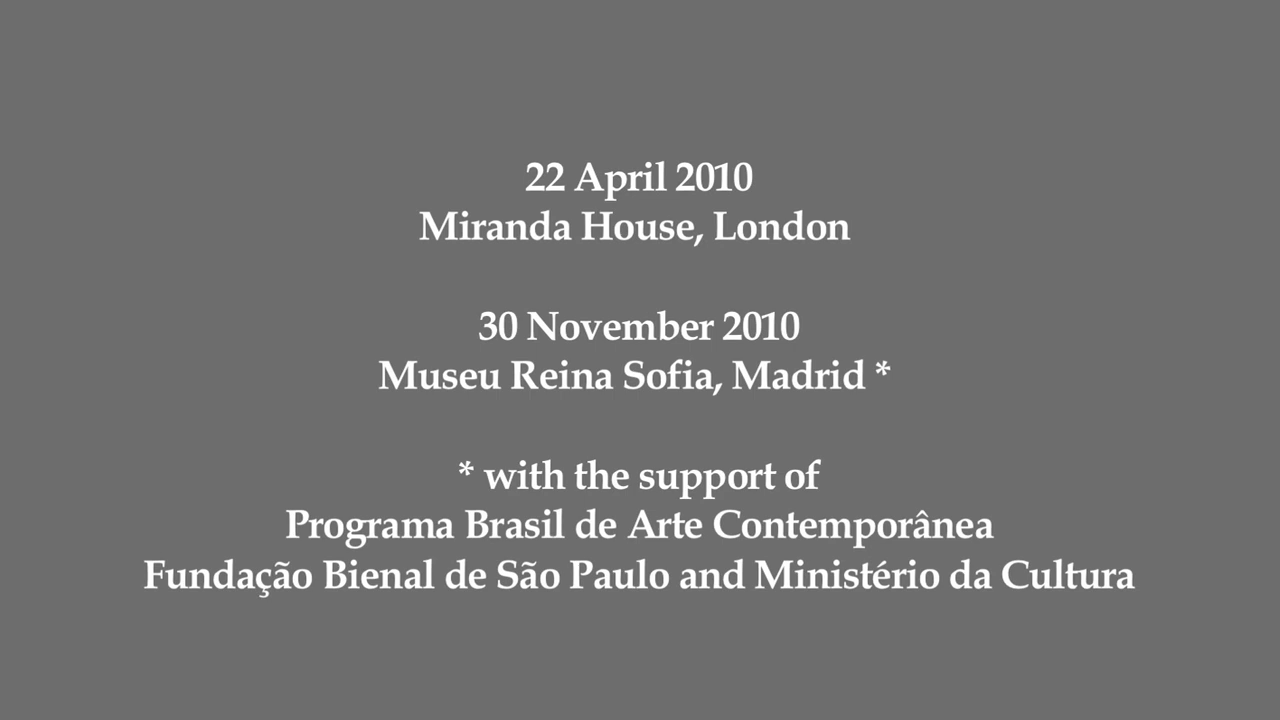 22 April 2010
Miranda House, London
30 November 2010
Museu Reina Sofia, Madrid *
* with the support of
Programa Brasil de Arte Contemporânea
Fundação Bienal de São Paulo and Ministério da Cultura